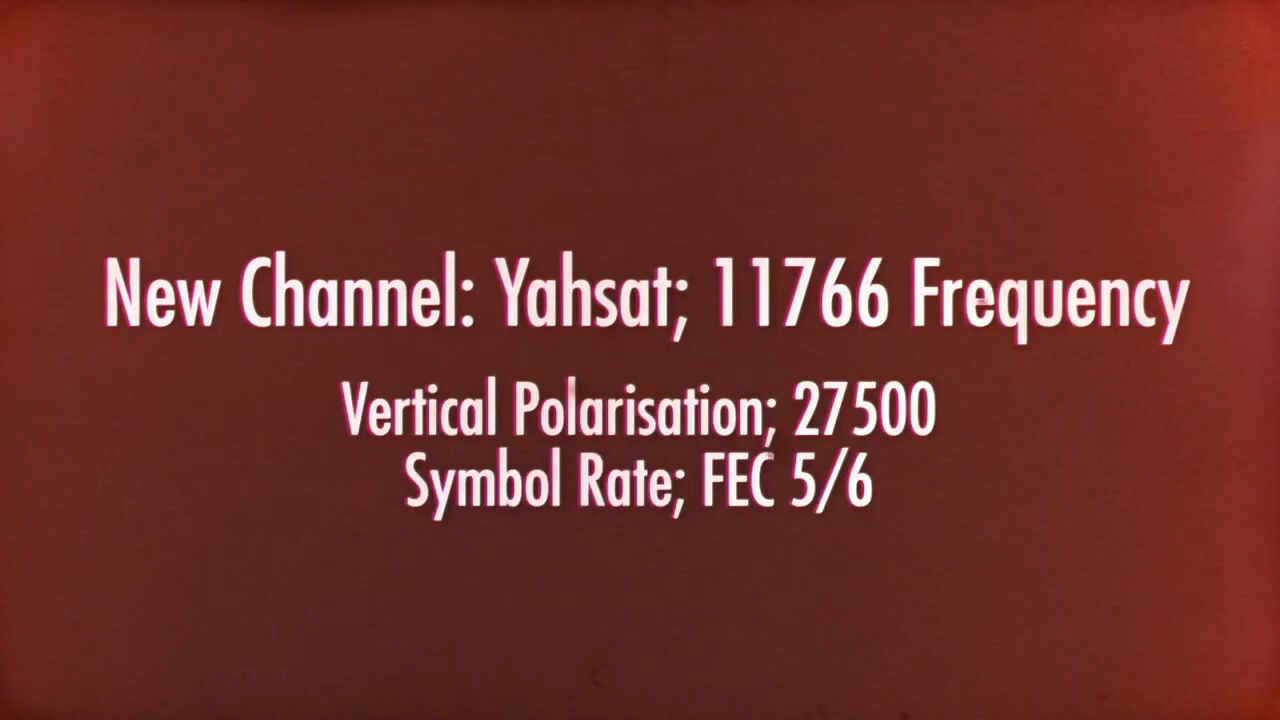 New Channel: Yahsat; 11766 Frequency
Vertical Polarisation; 27500
Symbol Rate; FEC 5/6